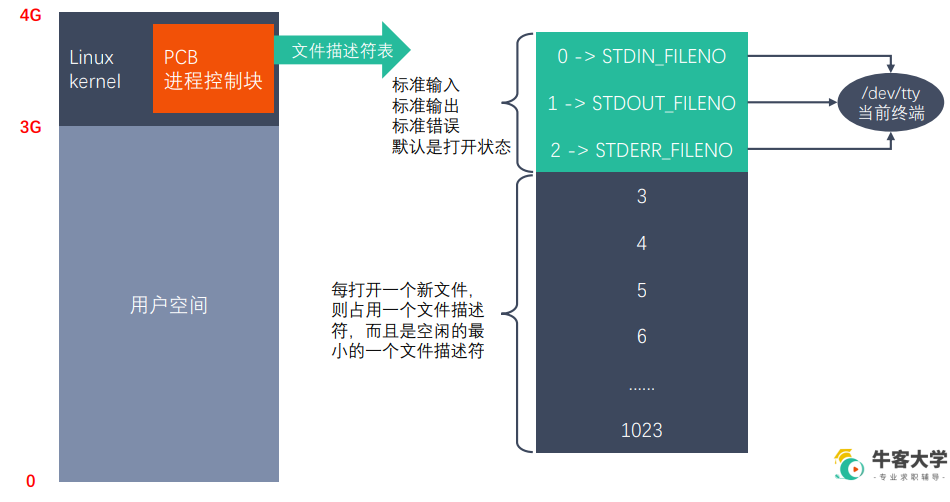 4G
Linux
kernel
PCB
进程控制块
文件描述符表
3G
用户空间
0
标准输入
标准输出
标准错误
默认是打开状态
每打开一个新文件，
则占用一个文件描述
符，而且是空闲的最
小的一个文件描述符
0 -> STDIN_FILENO
1 -> STDOUT_FILENO
2 -> STDERR_FILENO
3
4
5
6
......
1023
/dev/tty
当前终端
牛客大学
-专业求职辅导-